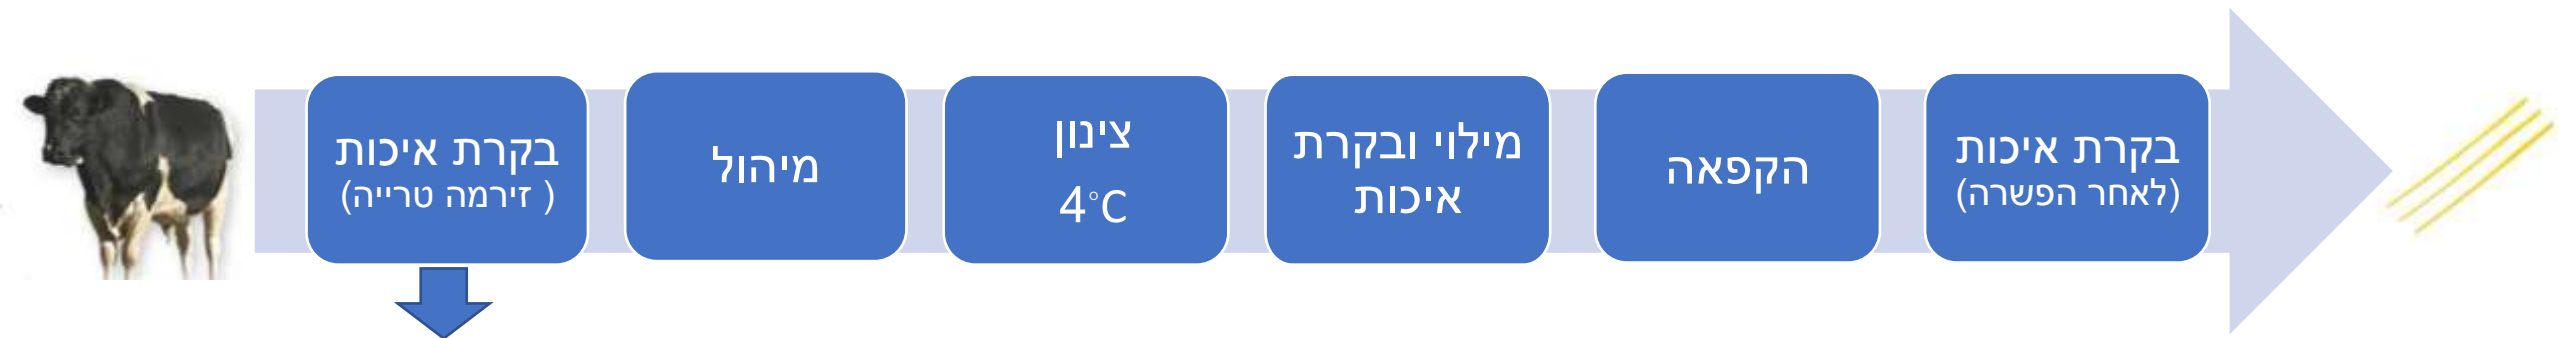 בקרת איכות
( זירמה טרייה)
מיהול
צינון
4°C
מילוי ובקרת
איכות
הקפאה
בקרת איכות
(לאחר הפשרה)